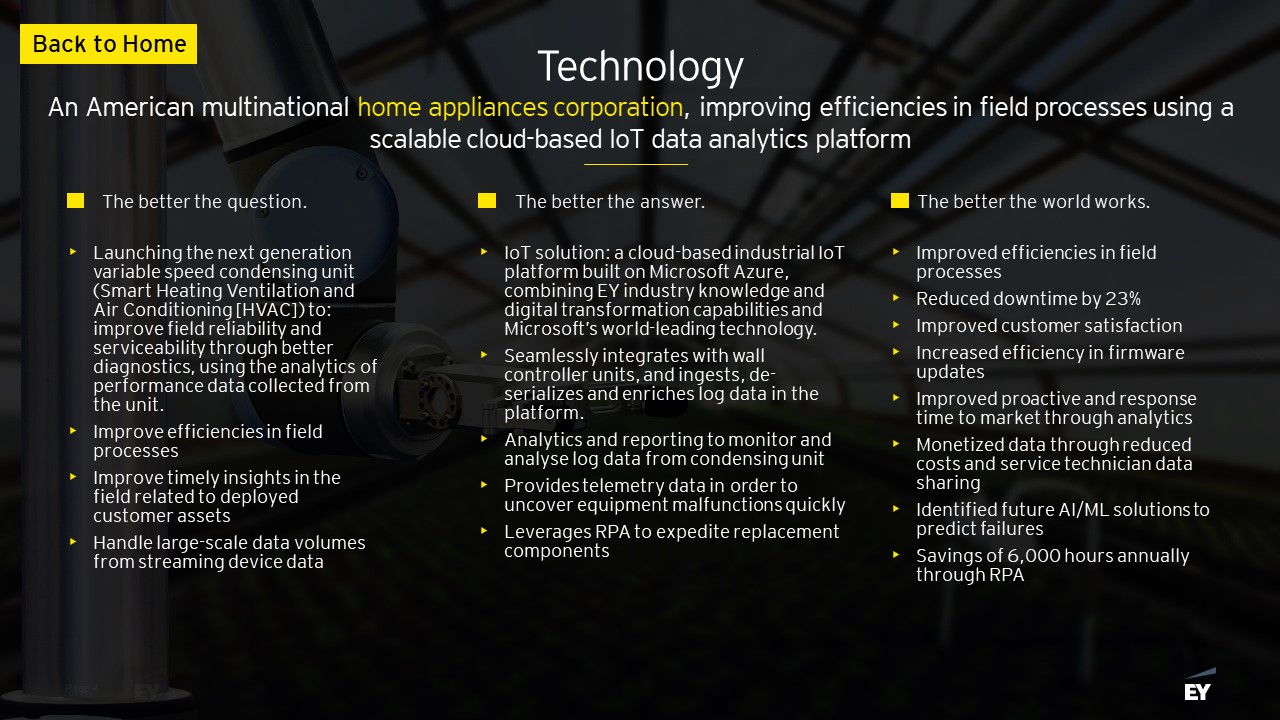 Back to Home
Technology
An American multinational home appliances corporation, improving efficiencies in field processes using a
scalable cloud-based IoT data analytics platform
The better the question.
Launching the next generation
variable speed condensing unit
(Smart Heating Ventilation and
Air Conditioning [HVAC]) to:
improve field reliability and
serviceability through better
diagnostics, using the analytics of
performance data collected from
the unit.
Improve efficiencies in field
processes
Improve timely insights in the
field related to deployed
customer assets
Handle large-scale data volumes
from streaming device data
The better the answer.
IoT solution: a cloud-based industrial IoT
platform built on Microsoft Azure,
combining EY industry knowledge and
digital transformation capabilities and
Microsoft's world-leading technology.
Seamlessly integrates with wall
controller units, and ingests, de-
serializes and enriches log data in the
platform.
Analytics and reporting to monitor and
analyse log data from condensing unit
Provides telemetry data in order to
uncover equipment malfunctions quickly
Leverages RPA to expedite replacement
components
The better the world works.
Improved efficiencies in field
processes
Reduced downtime by 23%
Improved customer satisfaction
Increased efficiency in firmware
updates
Improved proactive and response
time to market through analytics
Monetized data through reduced
costs and service technician data
sharing
Identified future AI/ML solutions to
predict failures
Savings of 6,000 hours annually
through RPA
EY